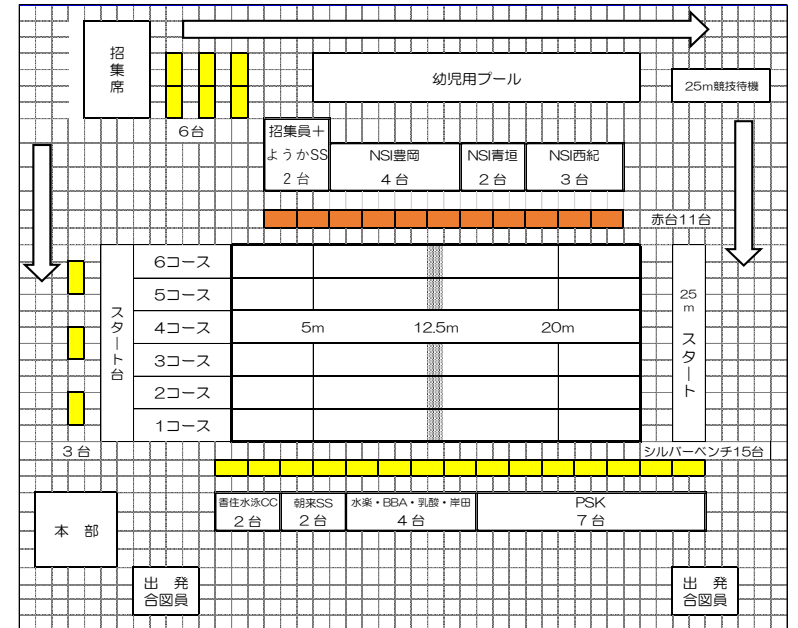 招集席
幼児用プール
25m競技待機
6台
招集員＋
ようかSS
2台
NSI豊岡
4台
NSI青垣
2台
NSI西紀
3台
赤台11台
スタート台
6コース
5コース
4コース
3コース
2コース
1コース
5m
12.5m
20m
25m スタート
3台
シルバーベンチ15台
香住水泳CC
2台
朝来SS
2台
水楽・BBA・乳酸・岸田
4台
PSK
7台
本 部
出 発
合図員
出 発
合図員